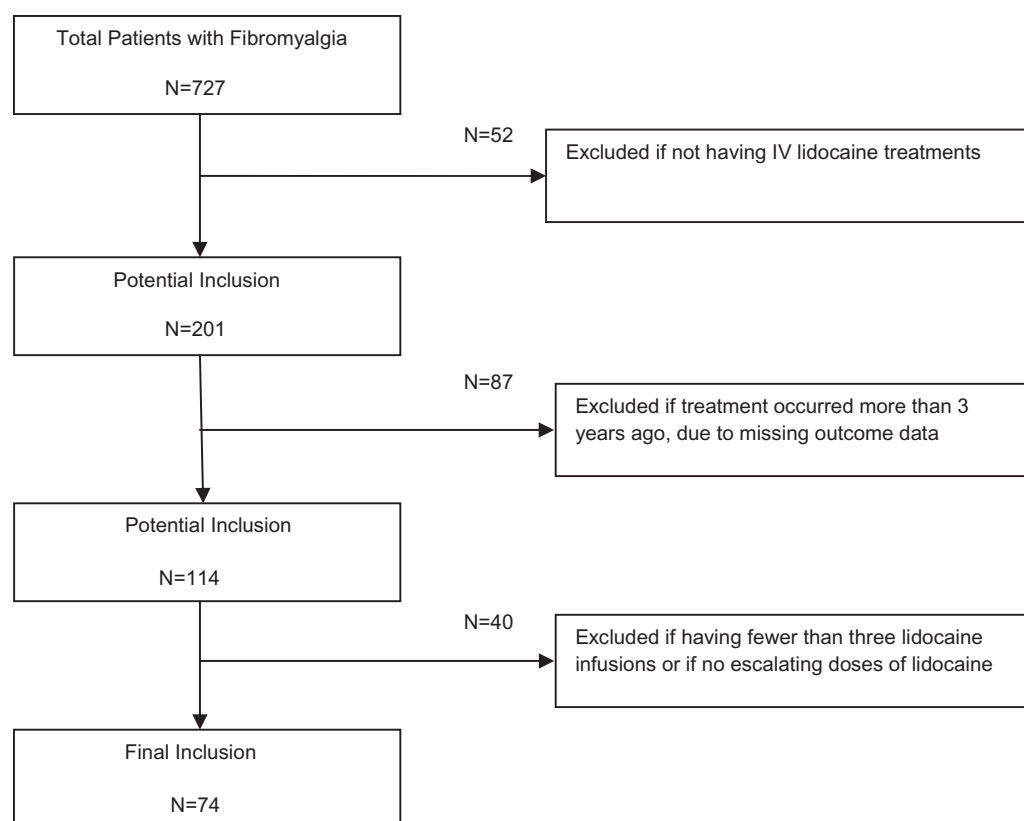 Total Patients with Fibromyalgia
N=727
N=52
Excluded if not having IV lidocaine treatments
Potential Inclusion
N=201
N=87
Excluded if treatment occurred more than 3
years ago, due to missing outcome data
Potential Inclusion
N=114
N=40
Excluded if having fewer than three lidocaine
infusions or if no escalating doses of lidocaine
Final Inclusion
N=74